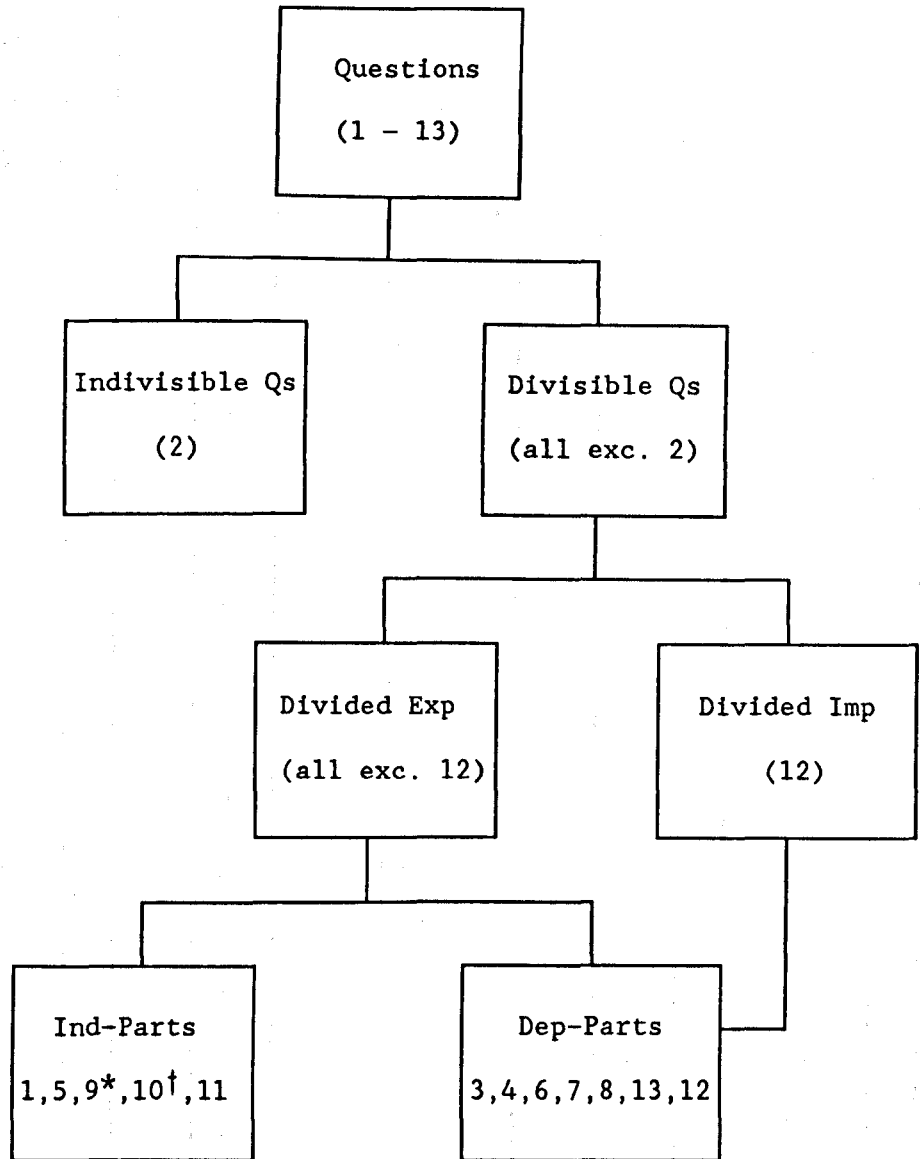 Questions
(1 - 13)
Indivisible Qs
(2)
Divisible Qs
(all exc. 2)
Divided Exp
(all exc. 12)
Divided Imp
(12)
Ind-Parts
1,5,9*,10†,11
Dep-Parts
3,4,6,7,8,13,12